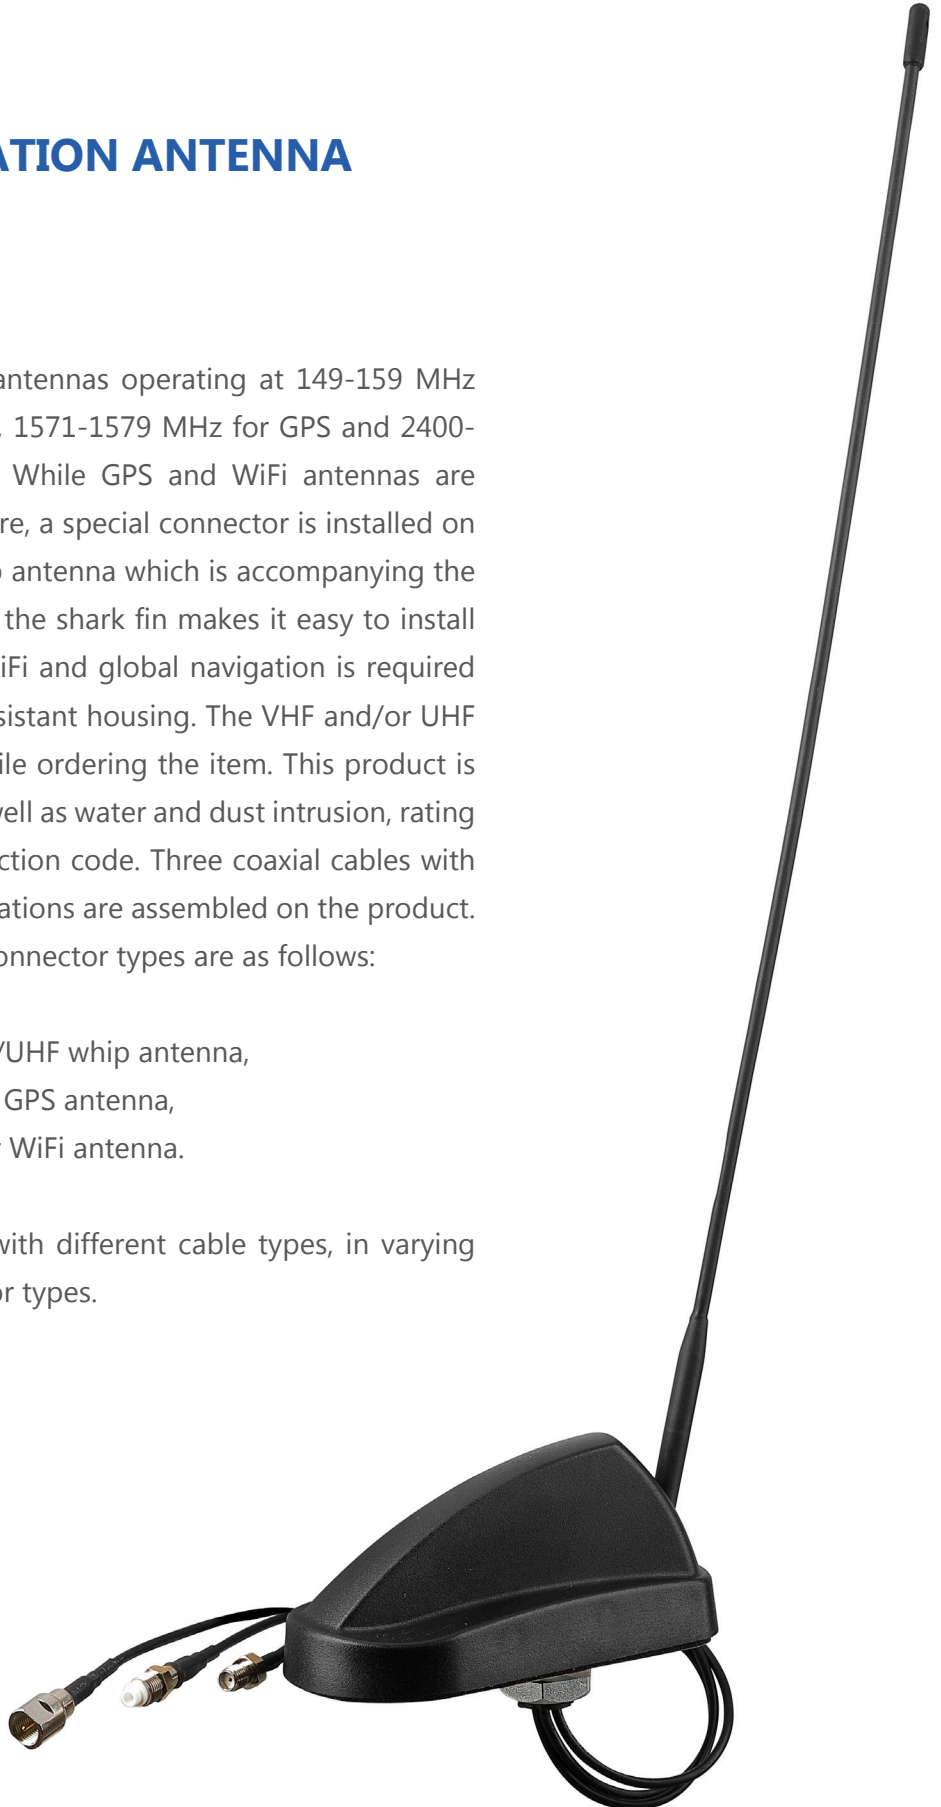 ATION ANTENNA
antennas operating at 149-159 MHz
1571-1579 MHz for GPS and 2400-
While GPS and WiFi antennas are
re, a special connector is installed on
antenna which is accompanying the
the shark fin makes it easy to install
iFi and global navigation is required
sistant housing. The VHF and/or UHF
ile ordering the item. This product is
well as water and dust intrusion, rating
ction code. Three coaxial cables with
ations are assembled on the product.
onnector types are as follows:
/UHF whip antenna,
GPS antenna,
WiFi antenna.
with different cable types, in varying
or types.